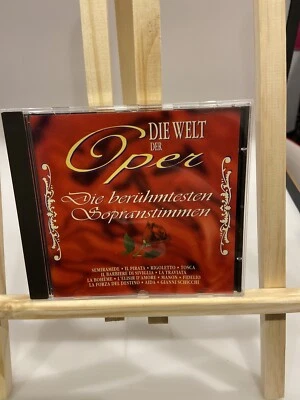 DIE WELT
DER
Oper
Die berühmtesten
Sopranstimmen
SEMIRAMIDE • IL PIRATA • RIGOLETTO • TOSCA
IL BARBIERE DI SIVIGLIA • LA TRAVIATA
LA BOHÈME • L'ELISIR D'AMORE • MANON • FIDELIO
LA FORZA DEL DESTINO • AIDA • GIANNI SCHICCHI